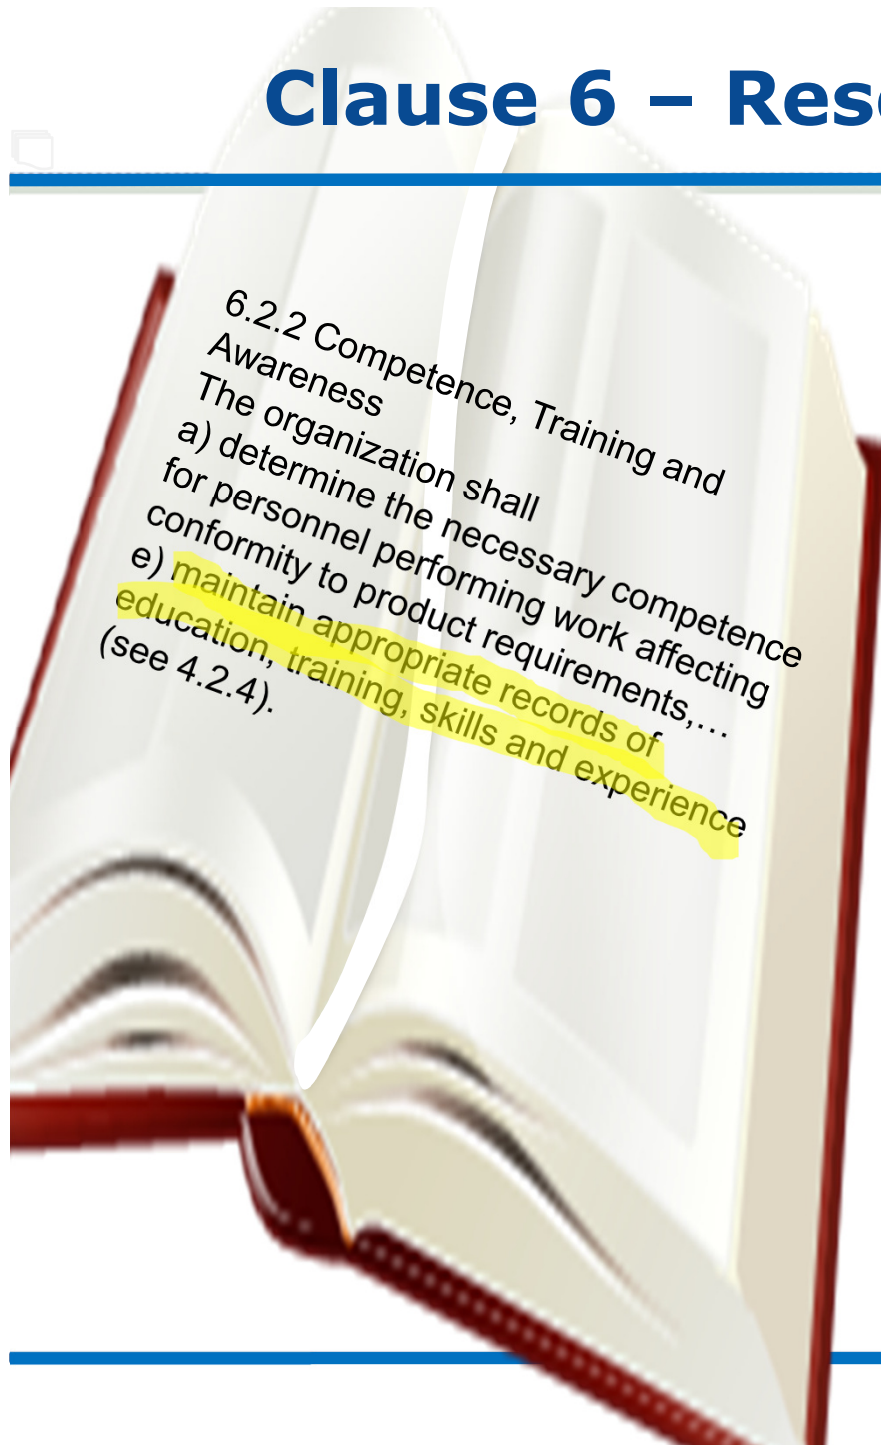 Clause 6 – Res
6.2.2 Competence, Training and
Awareness
The organization shall
a) determine the necessary competence
for personnel performing work affecting
conformity to product requirements,…
e) maintain appropriate records of
education, training, skills and experience
(see 4.2.4).